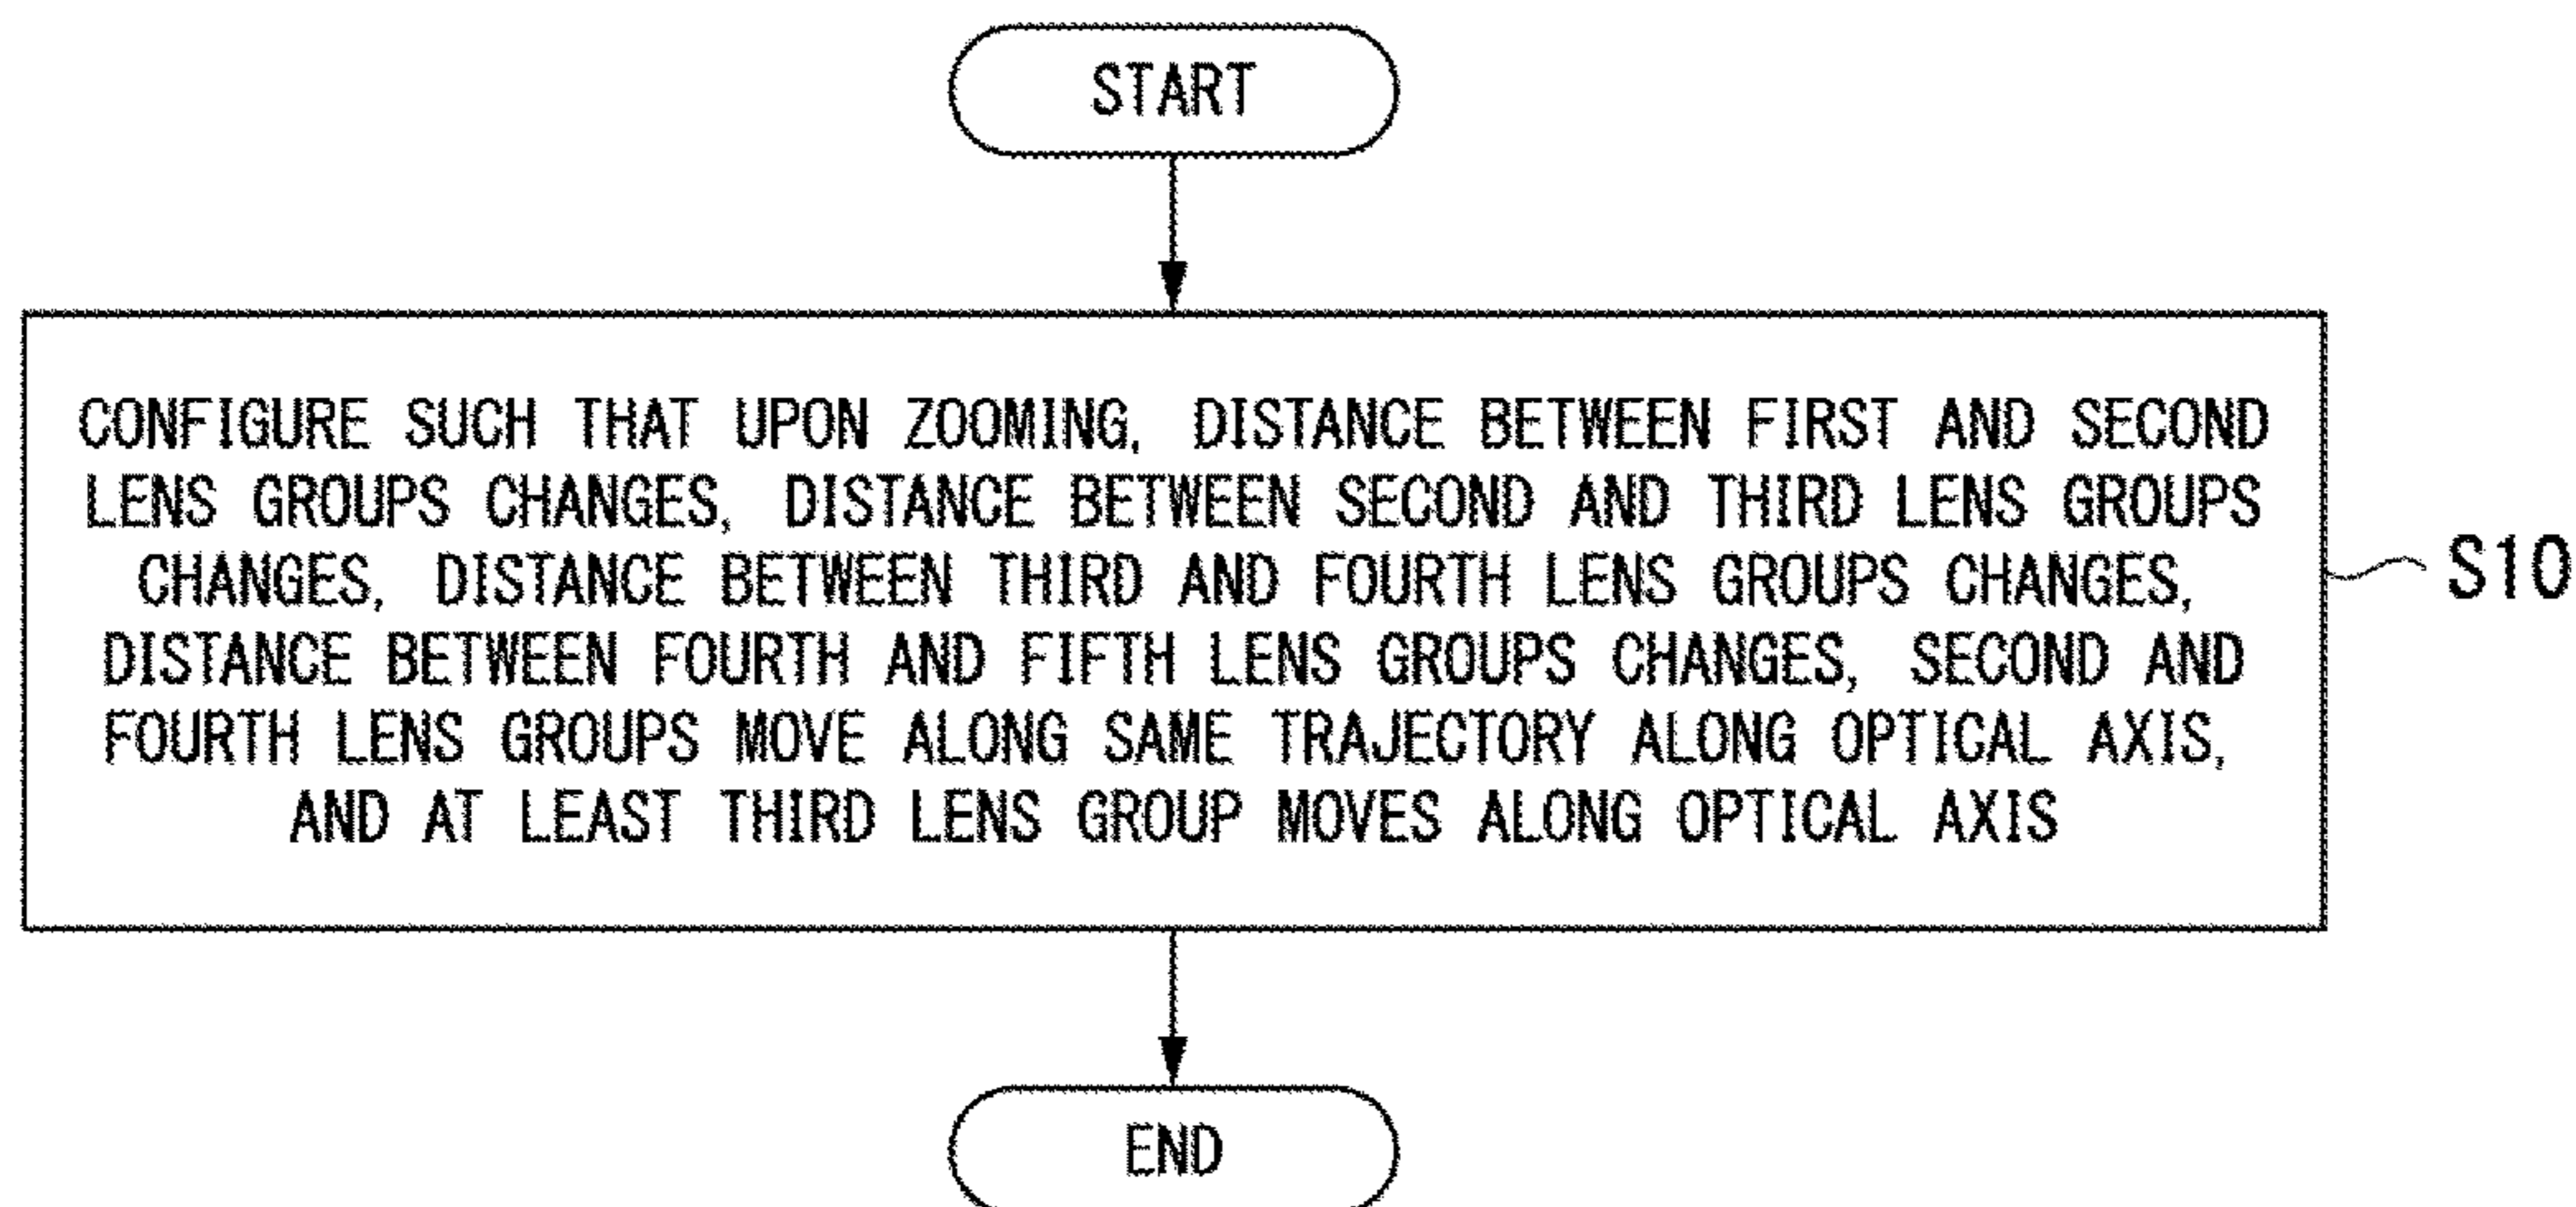 START
CONFIGURE SUCH THAT UPON ZOOMING, DISTANCE BETWEEN FIRST AND SECOND
LENS GROUPS CHANGES, DISTANCE BETWEEN SECOND AND THIRD LENS GROUPS
CHANGES, DISTANCE BETWEEN THIRD AND FOURTH LENS GROUPS CHANGES,
DISTANCE BETWEEN FOURTH AND FIFTH LENS GROUPS CHANGES, SECOND AND
FOURTH LENS GROUPS MOVE ALONG SAME TRAJECTORY ALONG OPTICAL AXIS,
AND AT LEAST THIRD LENS GROUP MOVES ALONG OPTICAL AXIS
S10
END